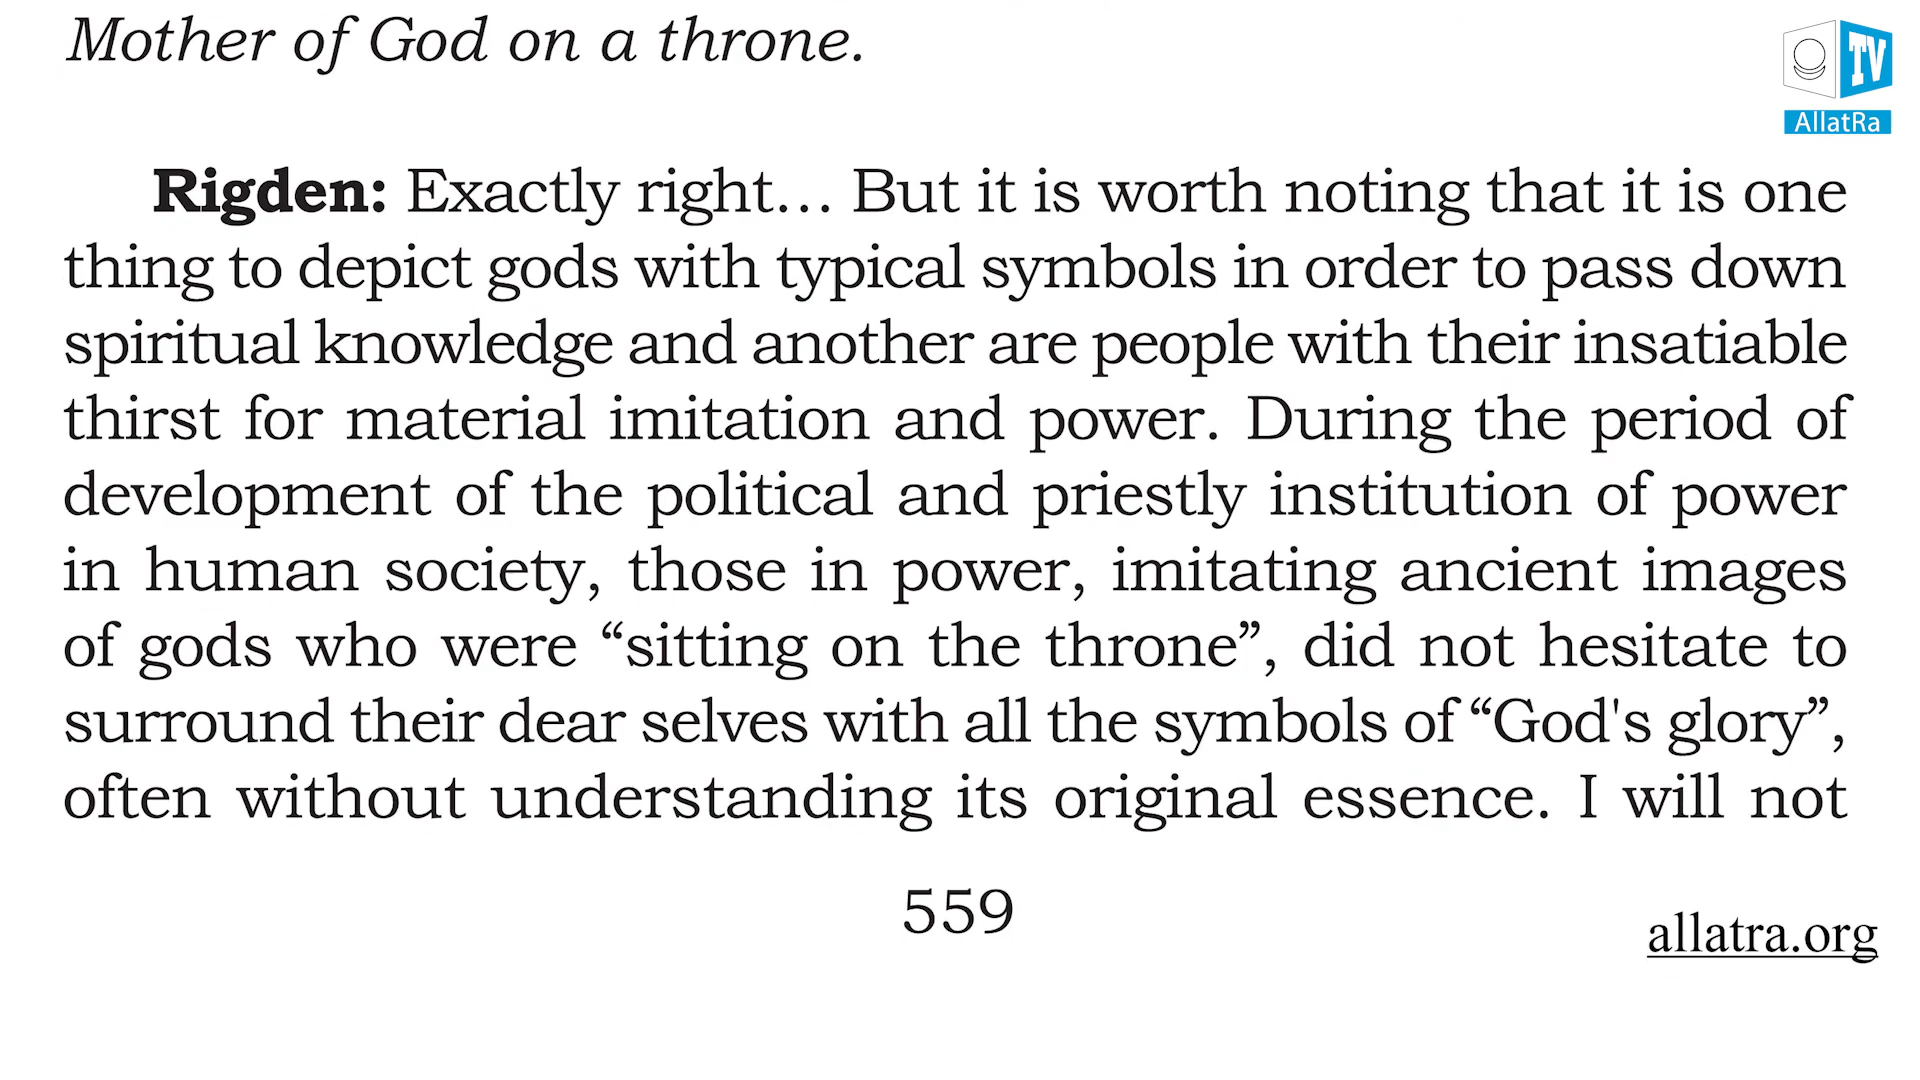 Mother of God on a throne.
TV
AllatRa
Rigden: Exactly right… But it is worth noting that it is one
thing to depict gods with typical symbols in order to pass down
spiritual knowledge and another are people with their insatiable
thirst for material imitation and power. During the period of
development of the political and priestly institution of power
in human society, those in power, imitating ancient images
of gods who were “sitting on the throne”, did not hesitate to
surround their dear selves with all the symbols of “God's glory”,
often without understanding its original essence. I will not
559
allatra.org